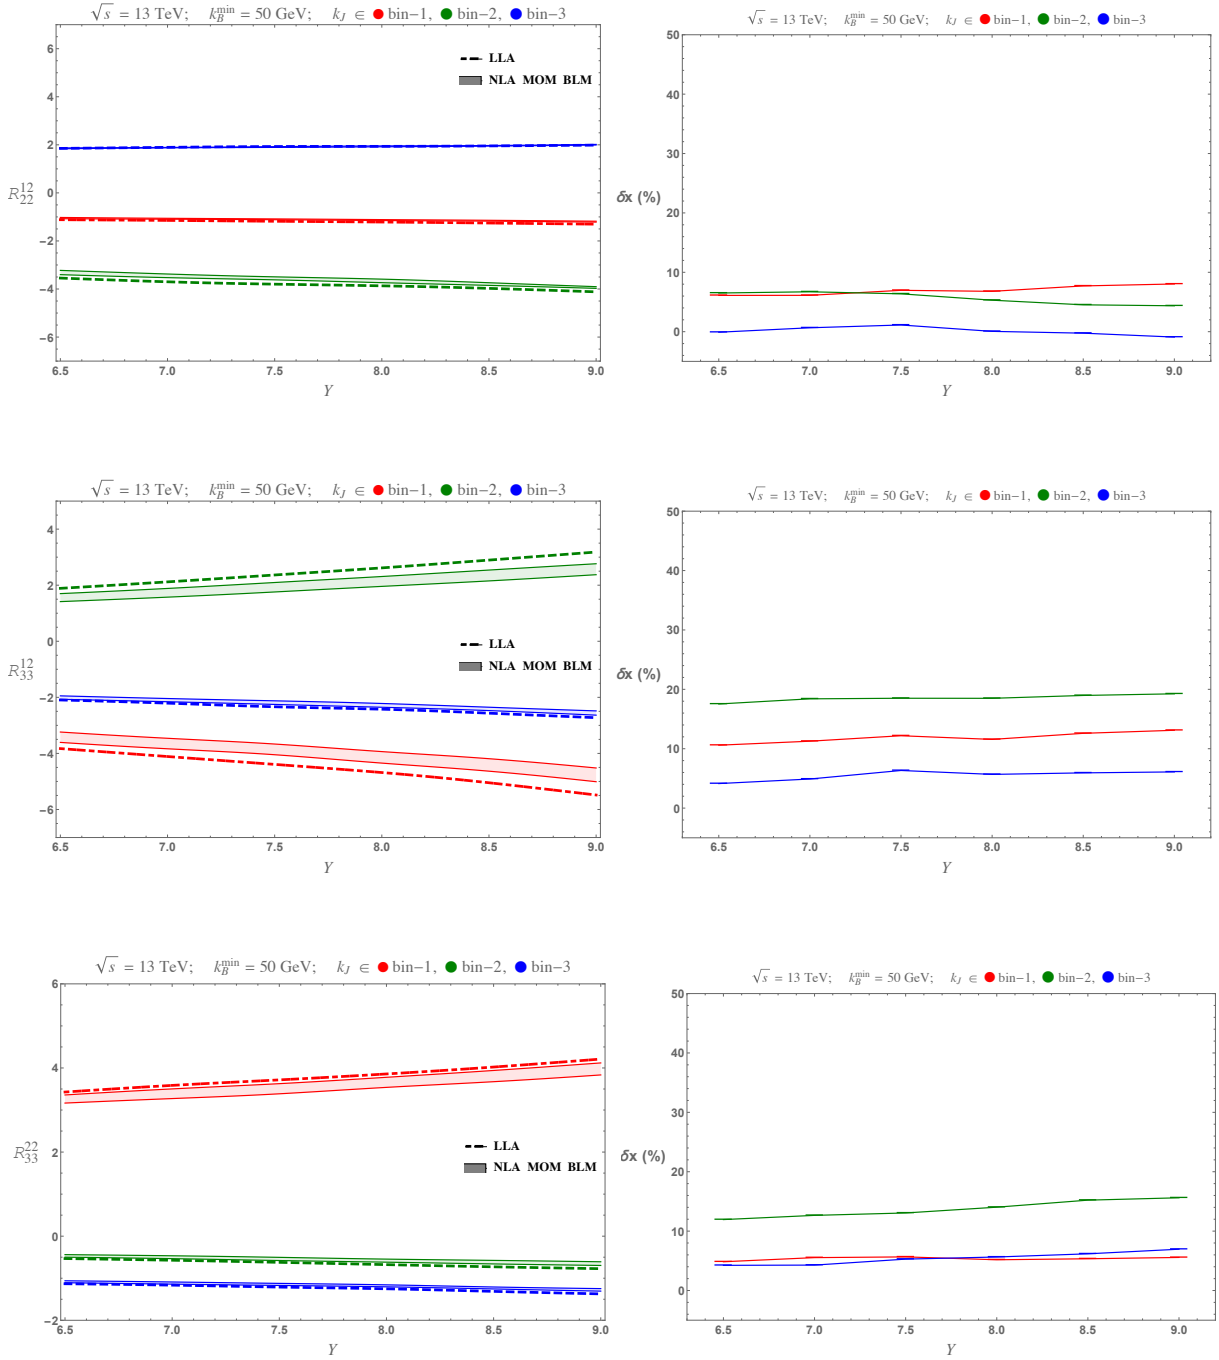 √s = 13 TeV; k_B^min = 50 GeV; k_J ∈ ● bin−1, ● bin−2, ● bin−3
6
4
2
0
−2
−4
−6
R_22^12
LLA
NLA MOM BLM
6.5 7.0 7.5 8.0 8.5 9.0
Y
√s = 13 TeV; k_B^min = 50 GeV; k_J ∈ ● bin−1, ● bin−2, ● bin−3
50
40
30
20
10
0
δx (%)
6.5 7.0 7.5 8.0 8.5 9.0
Y
√s = 13 TeV; k_B^min = 50 GeV; k_J ∈ ● bin−1, ● bin−2, ● bin−3
4
2
0
−2
−4
−6
R_33^12
LLA
NLA MOM BLM
6.5 7.0 7.5 8.0 8.5 9.0
Y
√s = 13 TeV; k_B^min = 50 GeV; k_J ∈ ● bin−1, ● bin−2, ● bin−3
50
40
30
20
10
0
δx (%)
6.5 7.0 7.5 8.0 8.5 9.0
Y
√s = 13 TeV; k_B^min = 50 GeV; k_J ∈ ● bin−1, ● bin−2, ● bin−3
6
4
2
0
−2
R_33^22
LLA
NLA MOM BLM
6.5 7.0 7.5 8.0 8.5 9.0
Y
√s = 13 TeV; k_B^min = 50 GeV; k_J ∈ ● bin−1, ● bin−2, ● bin−3
50
40
30
20
10
0
δx (%)
6.5 7.0 7.5 8.0 8.5 9.0
Y